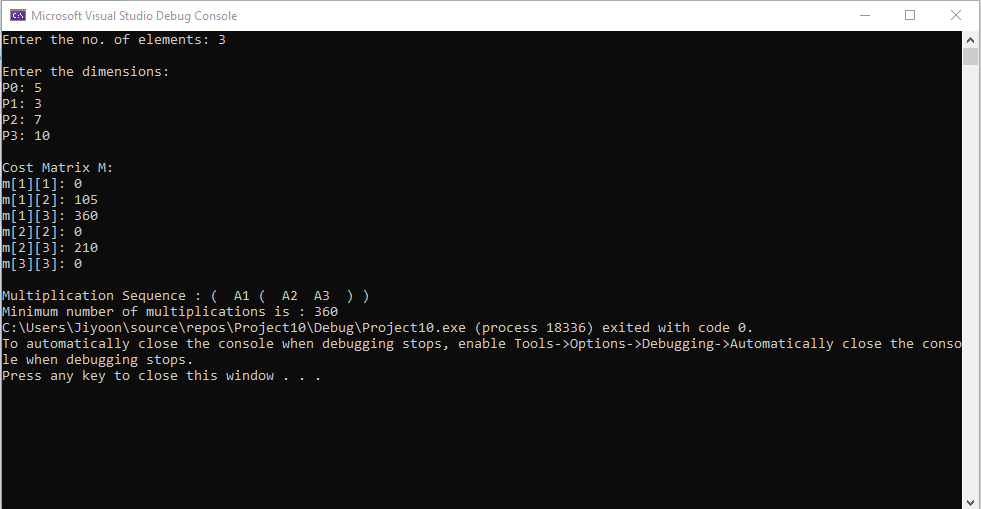 Microsoft Visual Studio Debug Console
Enter the no. of elements: 3
Enter the dimensions:
P0: 5
P1: 3
P2: 7
P3: 10
Cost Matrix M:
m[1][1]: 0
m[1][2]: 105
m[1][3]: 360
m[2][2]: 0
m[2][3]: 210
m[3][3]: 0
Multiplication Sequence : (  A1 (  A2  A3  ) )
Minimum number of multiplications is : 360
C:\Users\Jiyoon\source\repos\Project10\Debug\Project10.exe (process 18336) exited with code 0.
To automatically close the console when debugging stops, enable Tools->Options->Debugging->Automatically close the conso
le when debugging stops.
Press any key to close this window . . .